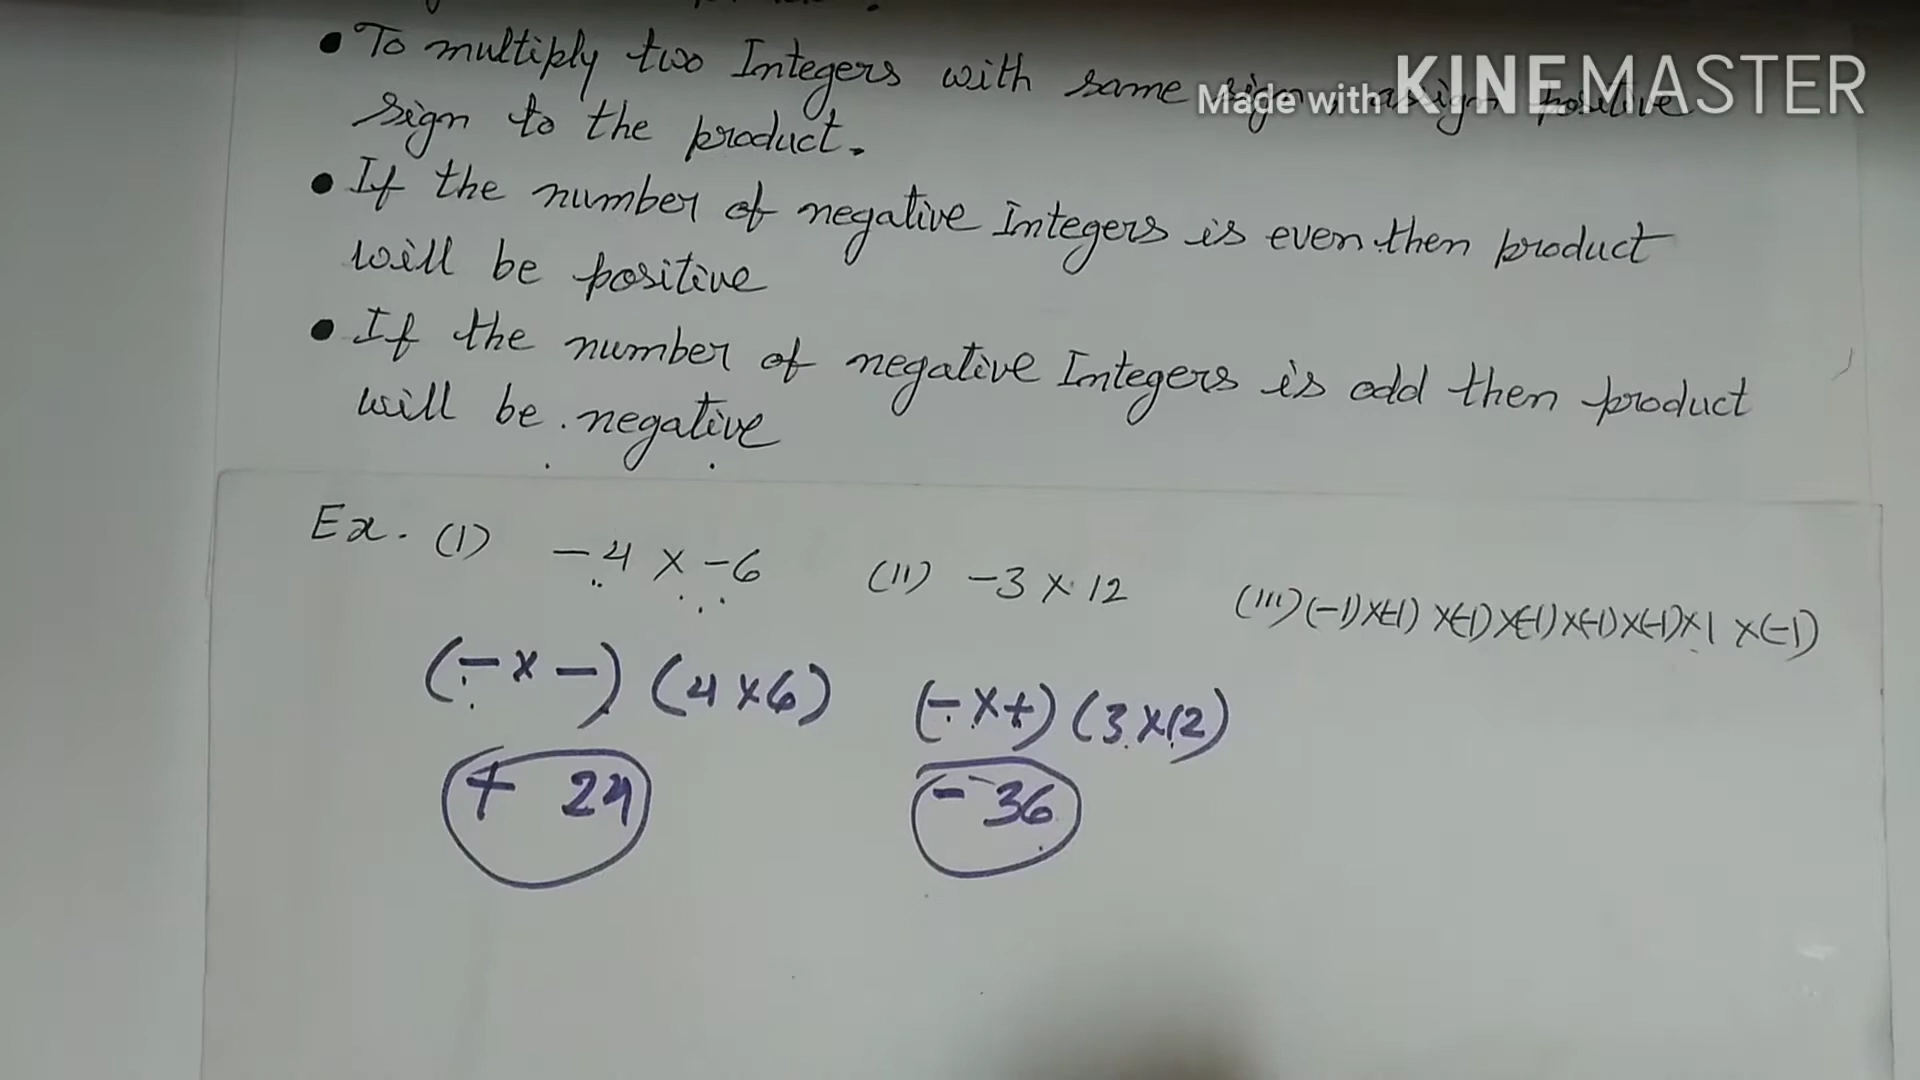 • To multiply two Integers with same sign, asign positive
Made with KINEMASTER
sign to the product.
• If the number of negative Integers is even then product
will be positive
• If the number of negative Integers is odd then product
will be negative
Ex. (I) -4 × -6 (II) -3 × 12 (III) (-1)×(-1)×(-1)×(-1)×(-1)×(-1)×1×(-1)
(-×-) (4×6) (-×+) (3×12)
+ 24 - 36